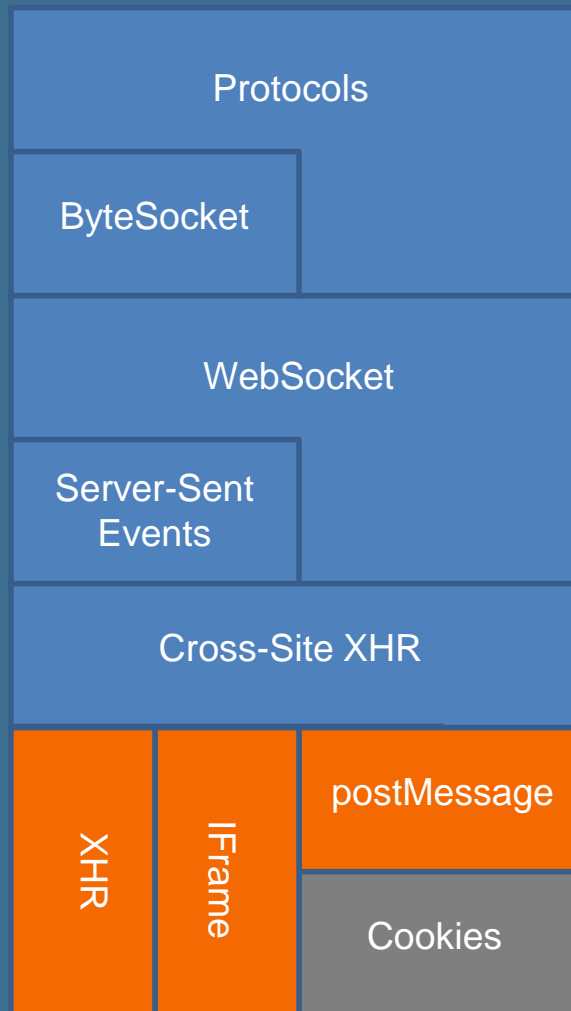 Protocols
ByteSocket
WebSocket
Server-Sent
Events
Cross-Site XHR
XHR
IFrame
postMessage
Cookies